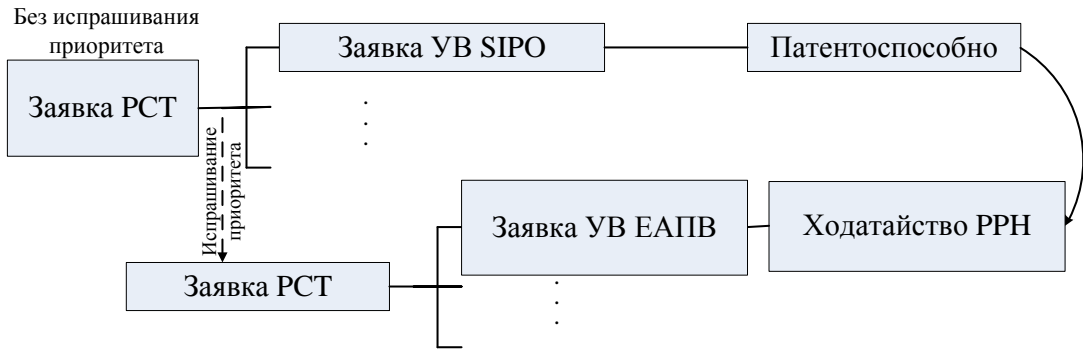 Без испрашивания
приоритета
Заявка PCT
Заявка УВ SIPO
Патентоспособно
Испрашивание
приоритета
Заявка УВ ЕАПВ
Ходатайство PPH
Заявка PCT